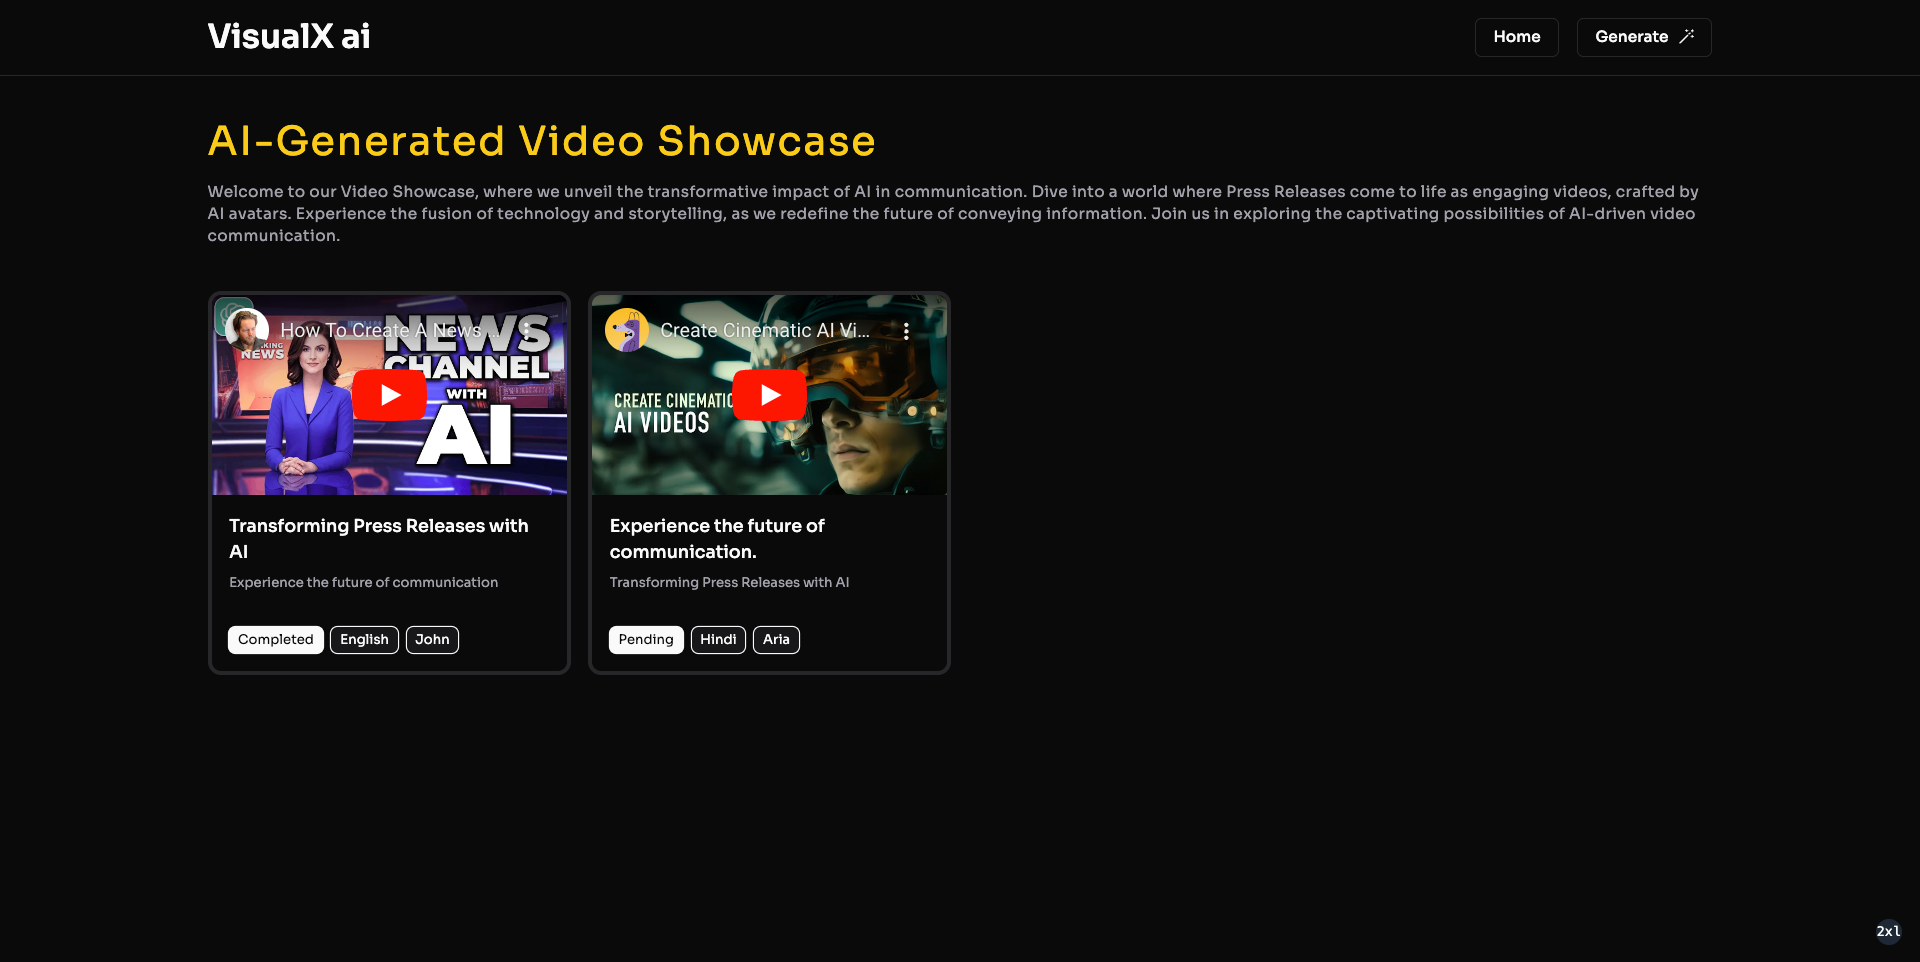 VisualX ai
Home
Generate
AI-Generated Video Showcase
Welcome to our Video Showcase, where we unveil the transformative impact of AI in communication. Dive into a world where Press Releases come to life as engaging videos, crafted by
AI avatars. Experience the fusion of technology and storytelling, as we redefine the future of conveying information. Join us in exploring the captivating possibilities of AI-driven video
communication.
How To Create A News ...
NEWS
NEWS
CHANNEL
WITH
AI
Transforming Press Releases with
AI
Experience the future of communication
Completed
English
John
Create Cinematic AI Vi...
CREATE CINEMATIC
AI VIDEOS
Experience the future of
communication.
Transforming Press Releases with AI
Pending
Hindi
Aria
2xl